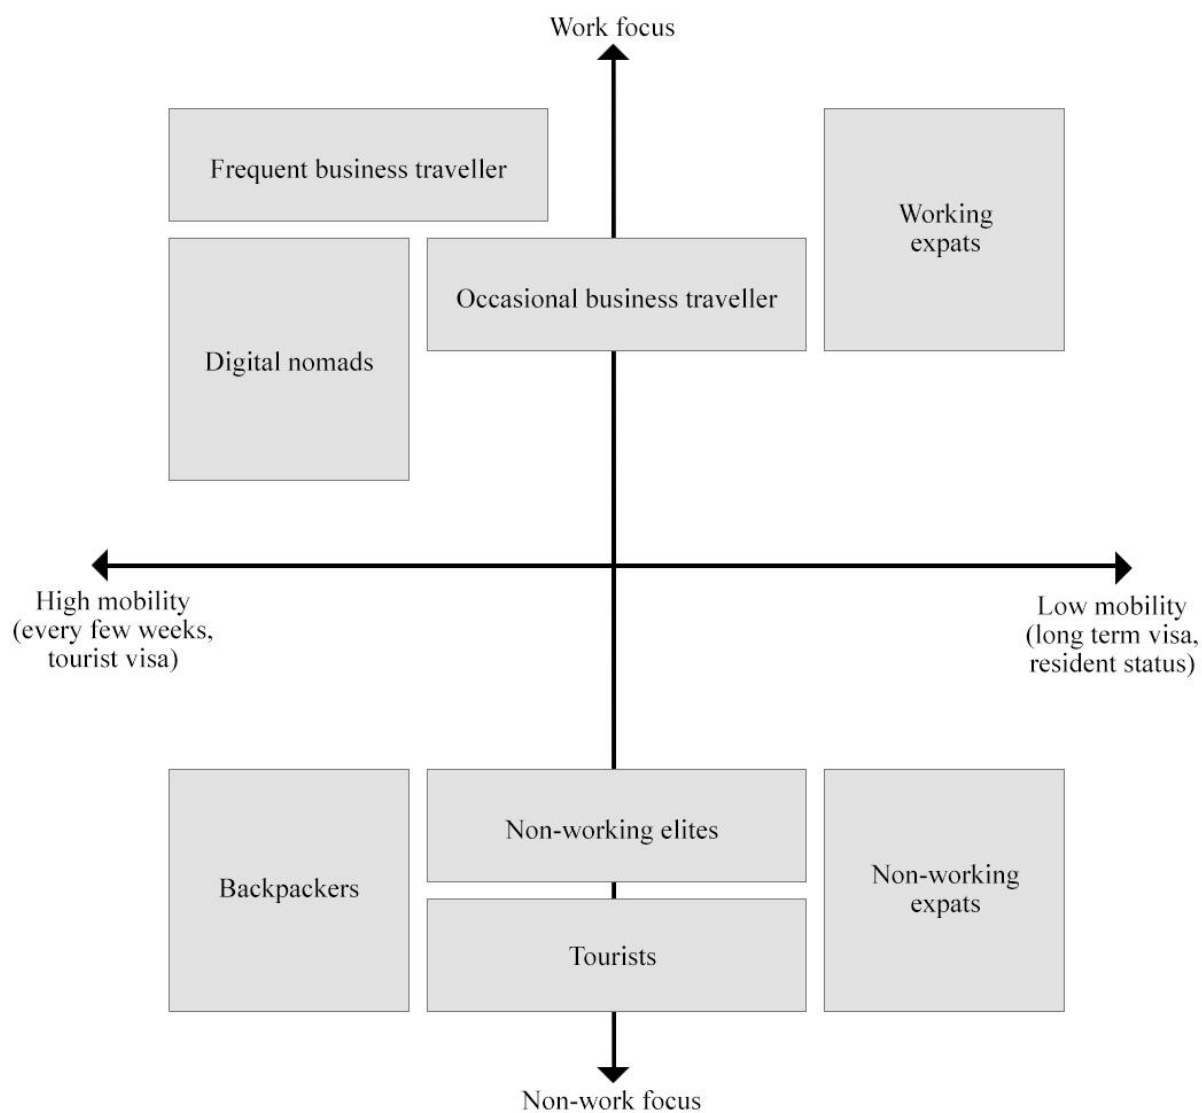 Work focus
Frequent business traveller
Working
expats
Occasional business traveller
Digital nomads
High mobility
(every few weeks,
tourist visa)
Low mobility
(long term visa,
resident status)
Non-working elites
Backpackers
Non-working
expats
Tourists
Non-work focus